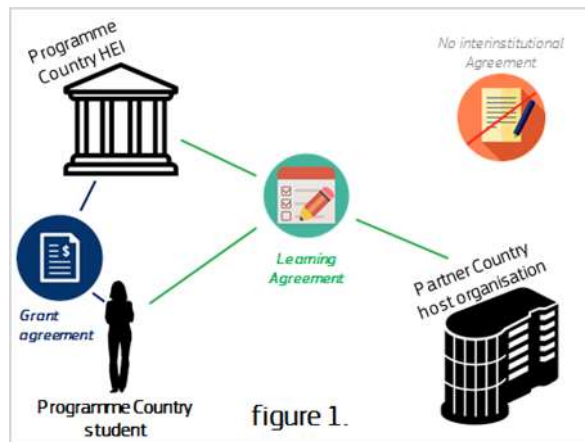 Programme
Country HEI
No interinstitutional
Agreement
$
Learning
Agreement
Partner Country
host organisation
Grant
agreement
Programme Country
student
figure 1.